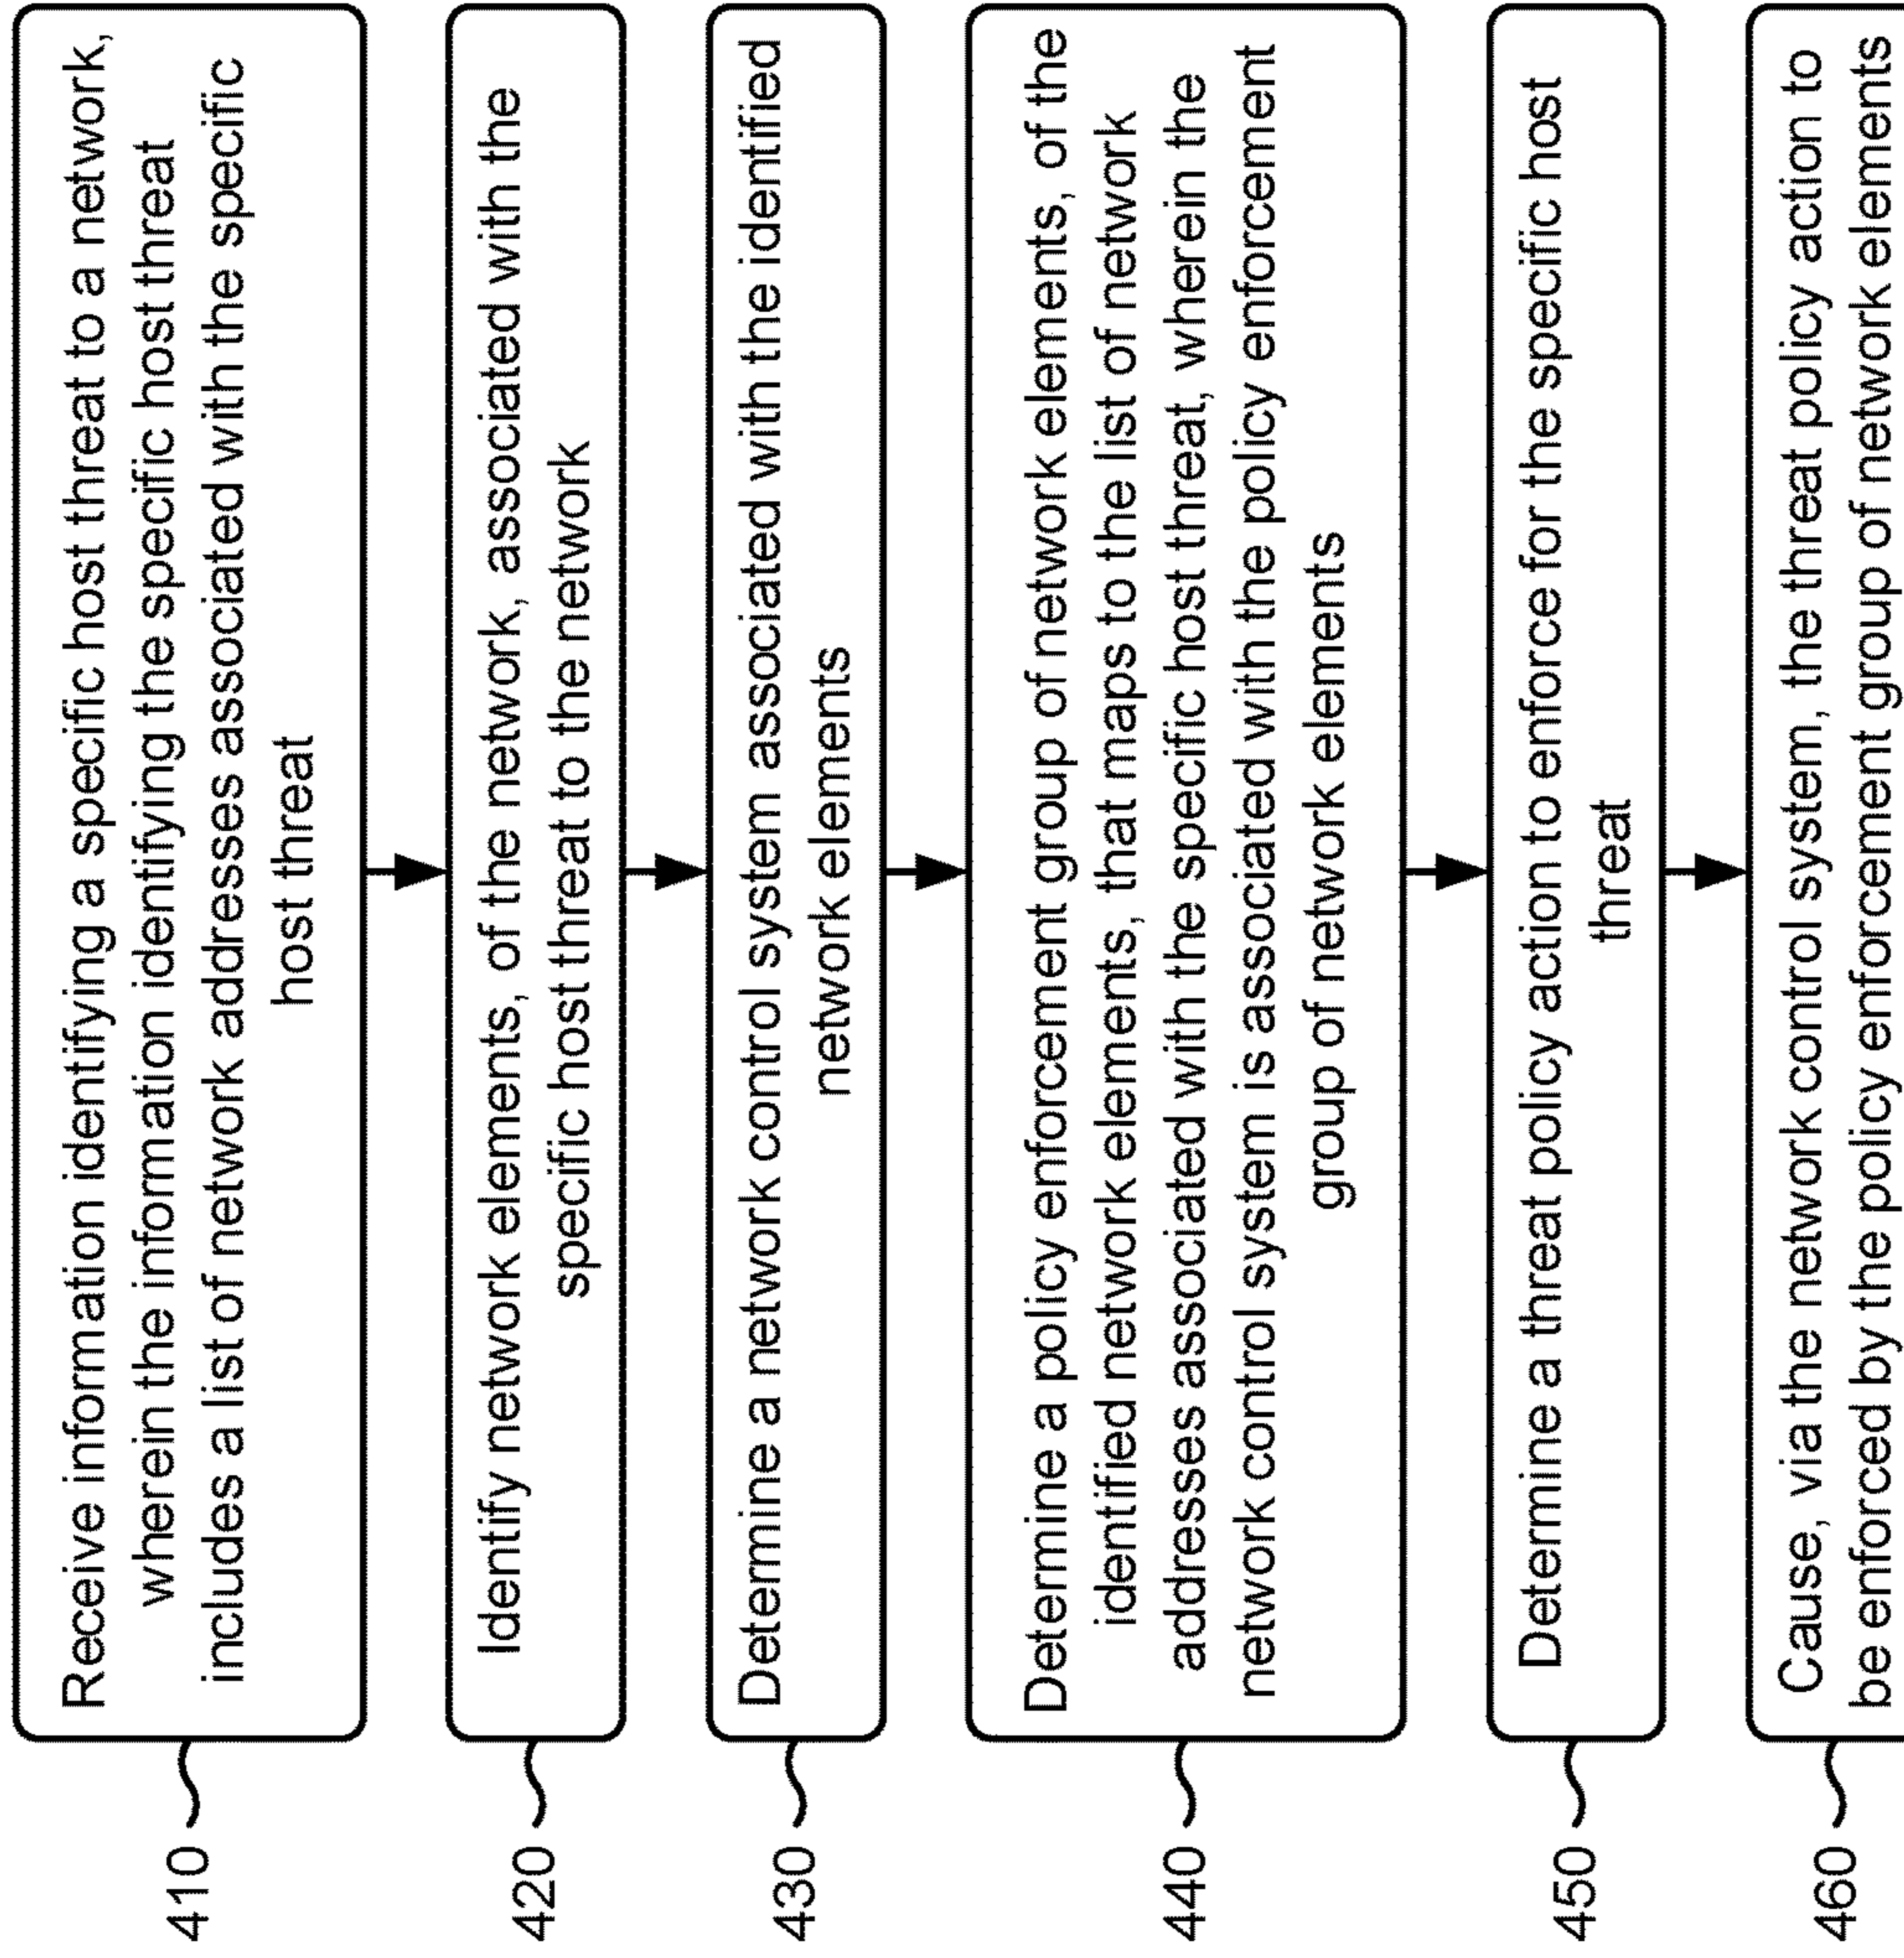 410
Receive information identifying a specific host threat to a network,
wherein the information identifying the specific host threat
includes a list of network addresses associated with the specific
host threat
420
Identify network elements, of the network, associated with the
specific host threat to the network
430
Determine a network control system associated with the identified
network elements
440
Determine a policy enforcement group of network elements, of the
identified network elements, that maps to the list of network
addresses associated with the specific host threat, wherein the
network control system is associated with the policy enforcement
group of network elements
450
Determine a threat policy action to enforce for the specific host
threat
460
Cause, via the network control system, the threat policy action to
be enforced by the policy enforcement group of network elements